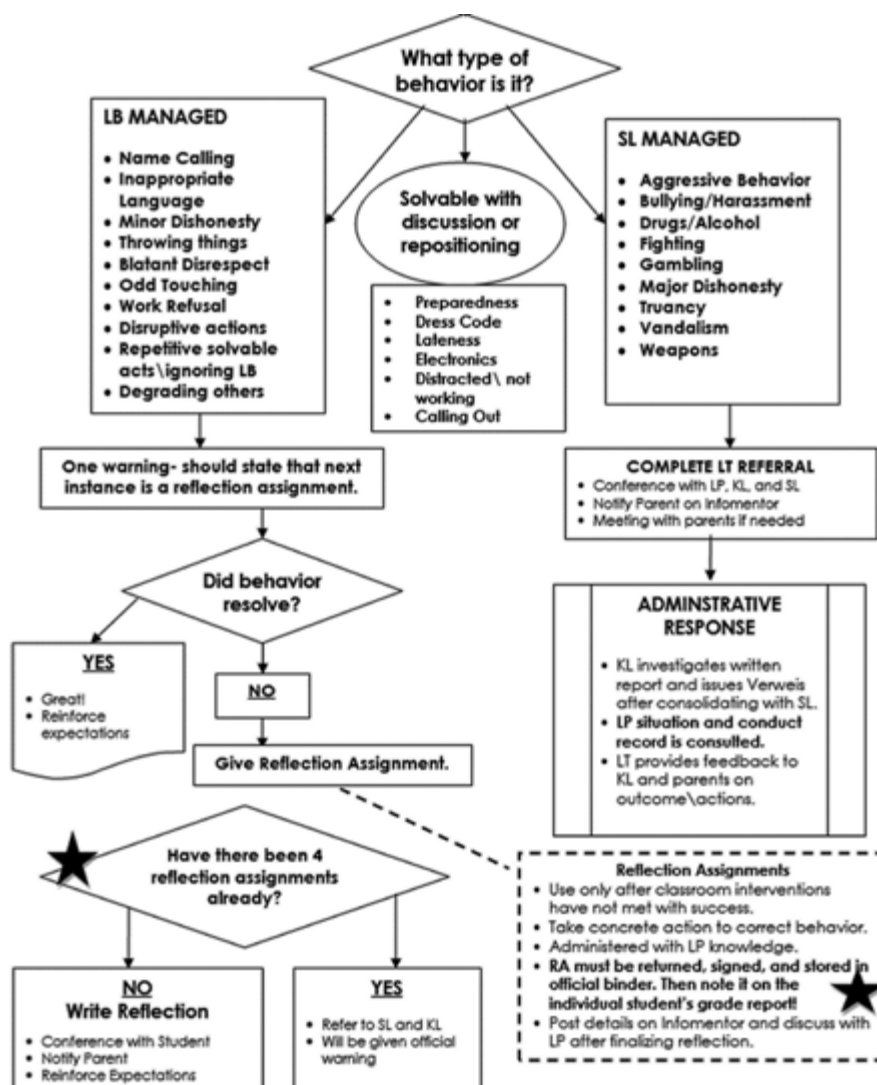 What type of
behavior is it?
LB MANAGED
• Name Calling
• Inappropriate
Language
• Minor Dishonesty
• Throwing things
• Blatant Disrespect
• Odd Touching
• Work Refusal
• Disruptive actions
• Repetitive solvable
acts\ignoring LB
• Degrading others
Solvable with
discussion or
repositioning
• Preparedness
• Dress Code
• Lateness
• Electronics
• Distracted\ not
working
• Calling Out
SL MANAGED
• Aggressive Behavior
• Bullying/Harassment
• Drugs/Alcohol
• Fighting
• Gambling
• Major Dishonesty
• Truancy
• Vandalism
• Weapons
One warning- should state that next
instance is a reflection assignment.
COMPLETE LT REFERRAL
• Conference with LP, KL, and SL
• Notify Parent on Infomentor
• Meeting with parents if needed
Did behavior
resolve?
YES
• Great!
• Reinforce
expectations
NO
Give Reflection Assignment.
ADMINSTRATIVE
RESPONSE
• KL investigates written
report and issues Verweis
after consolidating with SL.
• LP situation and conduct
record is consulted.
• LT provides feedback to
KL and parents on
outcome\actions.
Have there been 4
reflection assignments
already?
Reflection Assignments
• Use only after classroom interventions
have not met with success.
• Take concrete action to correct behavior.
• Administered with LP knowledge.
• RA must be returned, signed, and stored in
official binder. Then note it on the
individual student's grade report!
• Post details on Infomentor and discuss with
LP after finalizing reflection.
NO
Write Reflection
• Conference with Student
• Notify Parent
• Reinforce Expectations
YES
• Refer to SL and KL
• Will be given official
warning